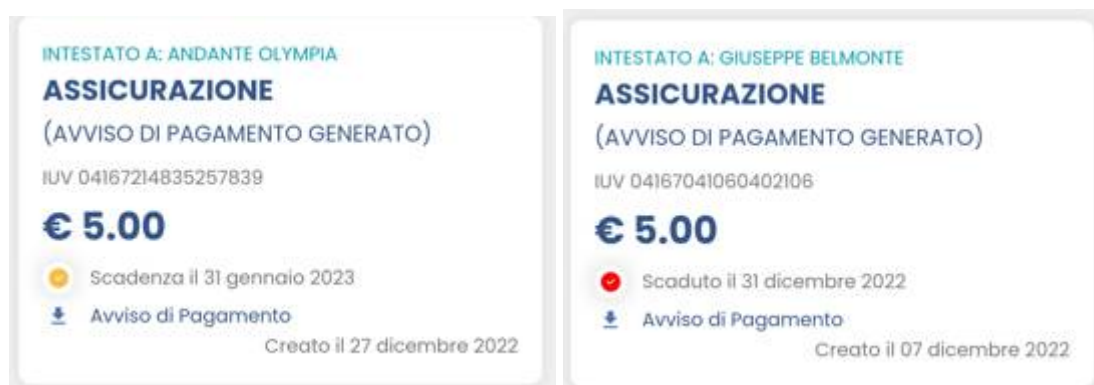 INTESTATO A: ANDANTE OLYMPIA
ASSICURAZIONE
(AVVISO DI PAGAMENTO GENERATO)
IUV 04167214835257839
€ 5.00
Scadenza il 31 gennaio 2023
Avviso di Pagamento
Creato il 27 dicembre 2022
INTESTATO A: GIUSEPPE BELMONTE
ASSICURAZIONE
(AVVISO DI PAGAMENTO GENERATO)
IUV 04167041060402106
€ 5.00
Scaduto il 31 dicembre 2022
Avviso di Pagamento
Creato il 07 dicembre 2022